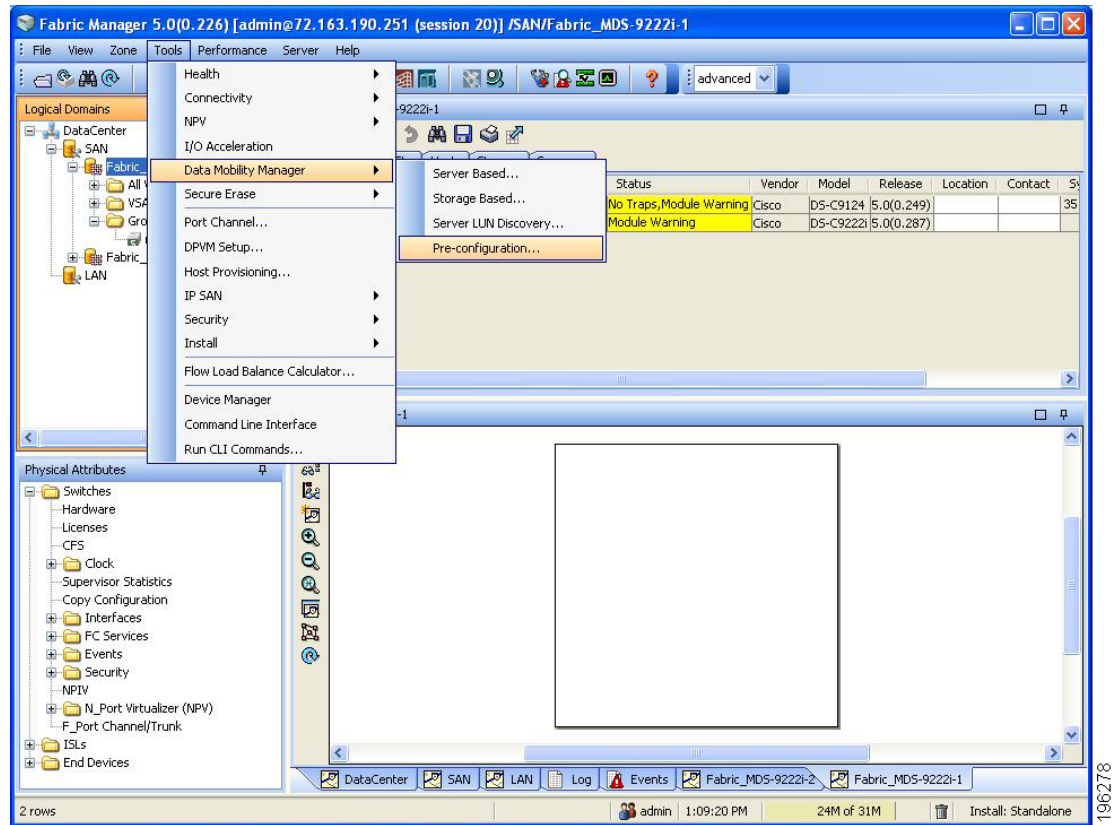 Fabric Manager 5.0(0.226) [admin@72.163.190.251 (session 20)] /SAN/Fabric_MDS-9222i-1
File View Zone Tools Performance Server Help
advanced
Logical Domains
-9222i-1
DataCenter
SAN
Fabric_
All
VSA
Gro
Fabric_
LAN
Health
Connectivity
NPV
I/O Acceleration
Data Mobility Manager
Secure Erase
Port Channel...
DPVM Setup...
Host Provisioning...
IP SAN
Security
Install
Flow Load Balance Calculator...
Device Manager
Command Line Interface
Run CLI Commands...
Server Based...
Storage Based...
Server LUN Discovery...
Pre-configuration...
Status Vendor Model Release Location Contact
No Traps,Module Warning Cisco DS-C9124 5.0(0.249) 35
Module Warning Cisco DS-C9222i 5.0(0.287)
-1
Physical Attributes
Switches
Hardware
Licenses
CFS
Clock
Supervisor Statistics
Copy Configuration
Interfaces
FC Services
Events
Security
NPIV
N_Port Virtualizer (NPV)
F_Port Channel/Trunk
ISLs
End Devices
DataCenter SAN LAN Log Events Fabric_MDS-9222i-2 Fabric_MDS-9222i-1
2 rows admin 1:09:20 PM 24M of 31M Install: Standalone
196278